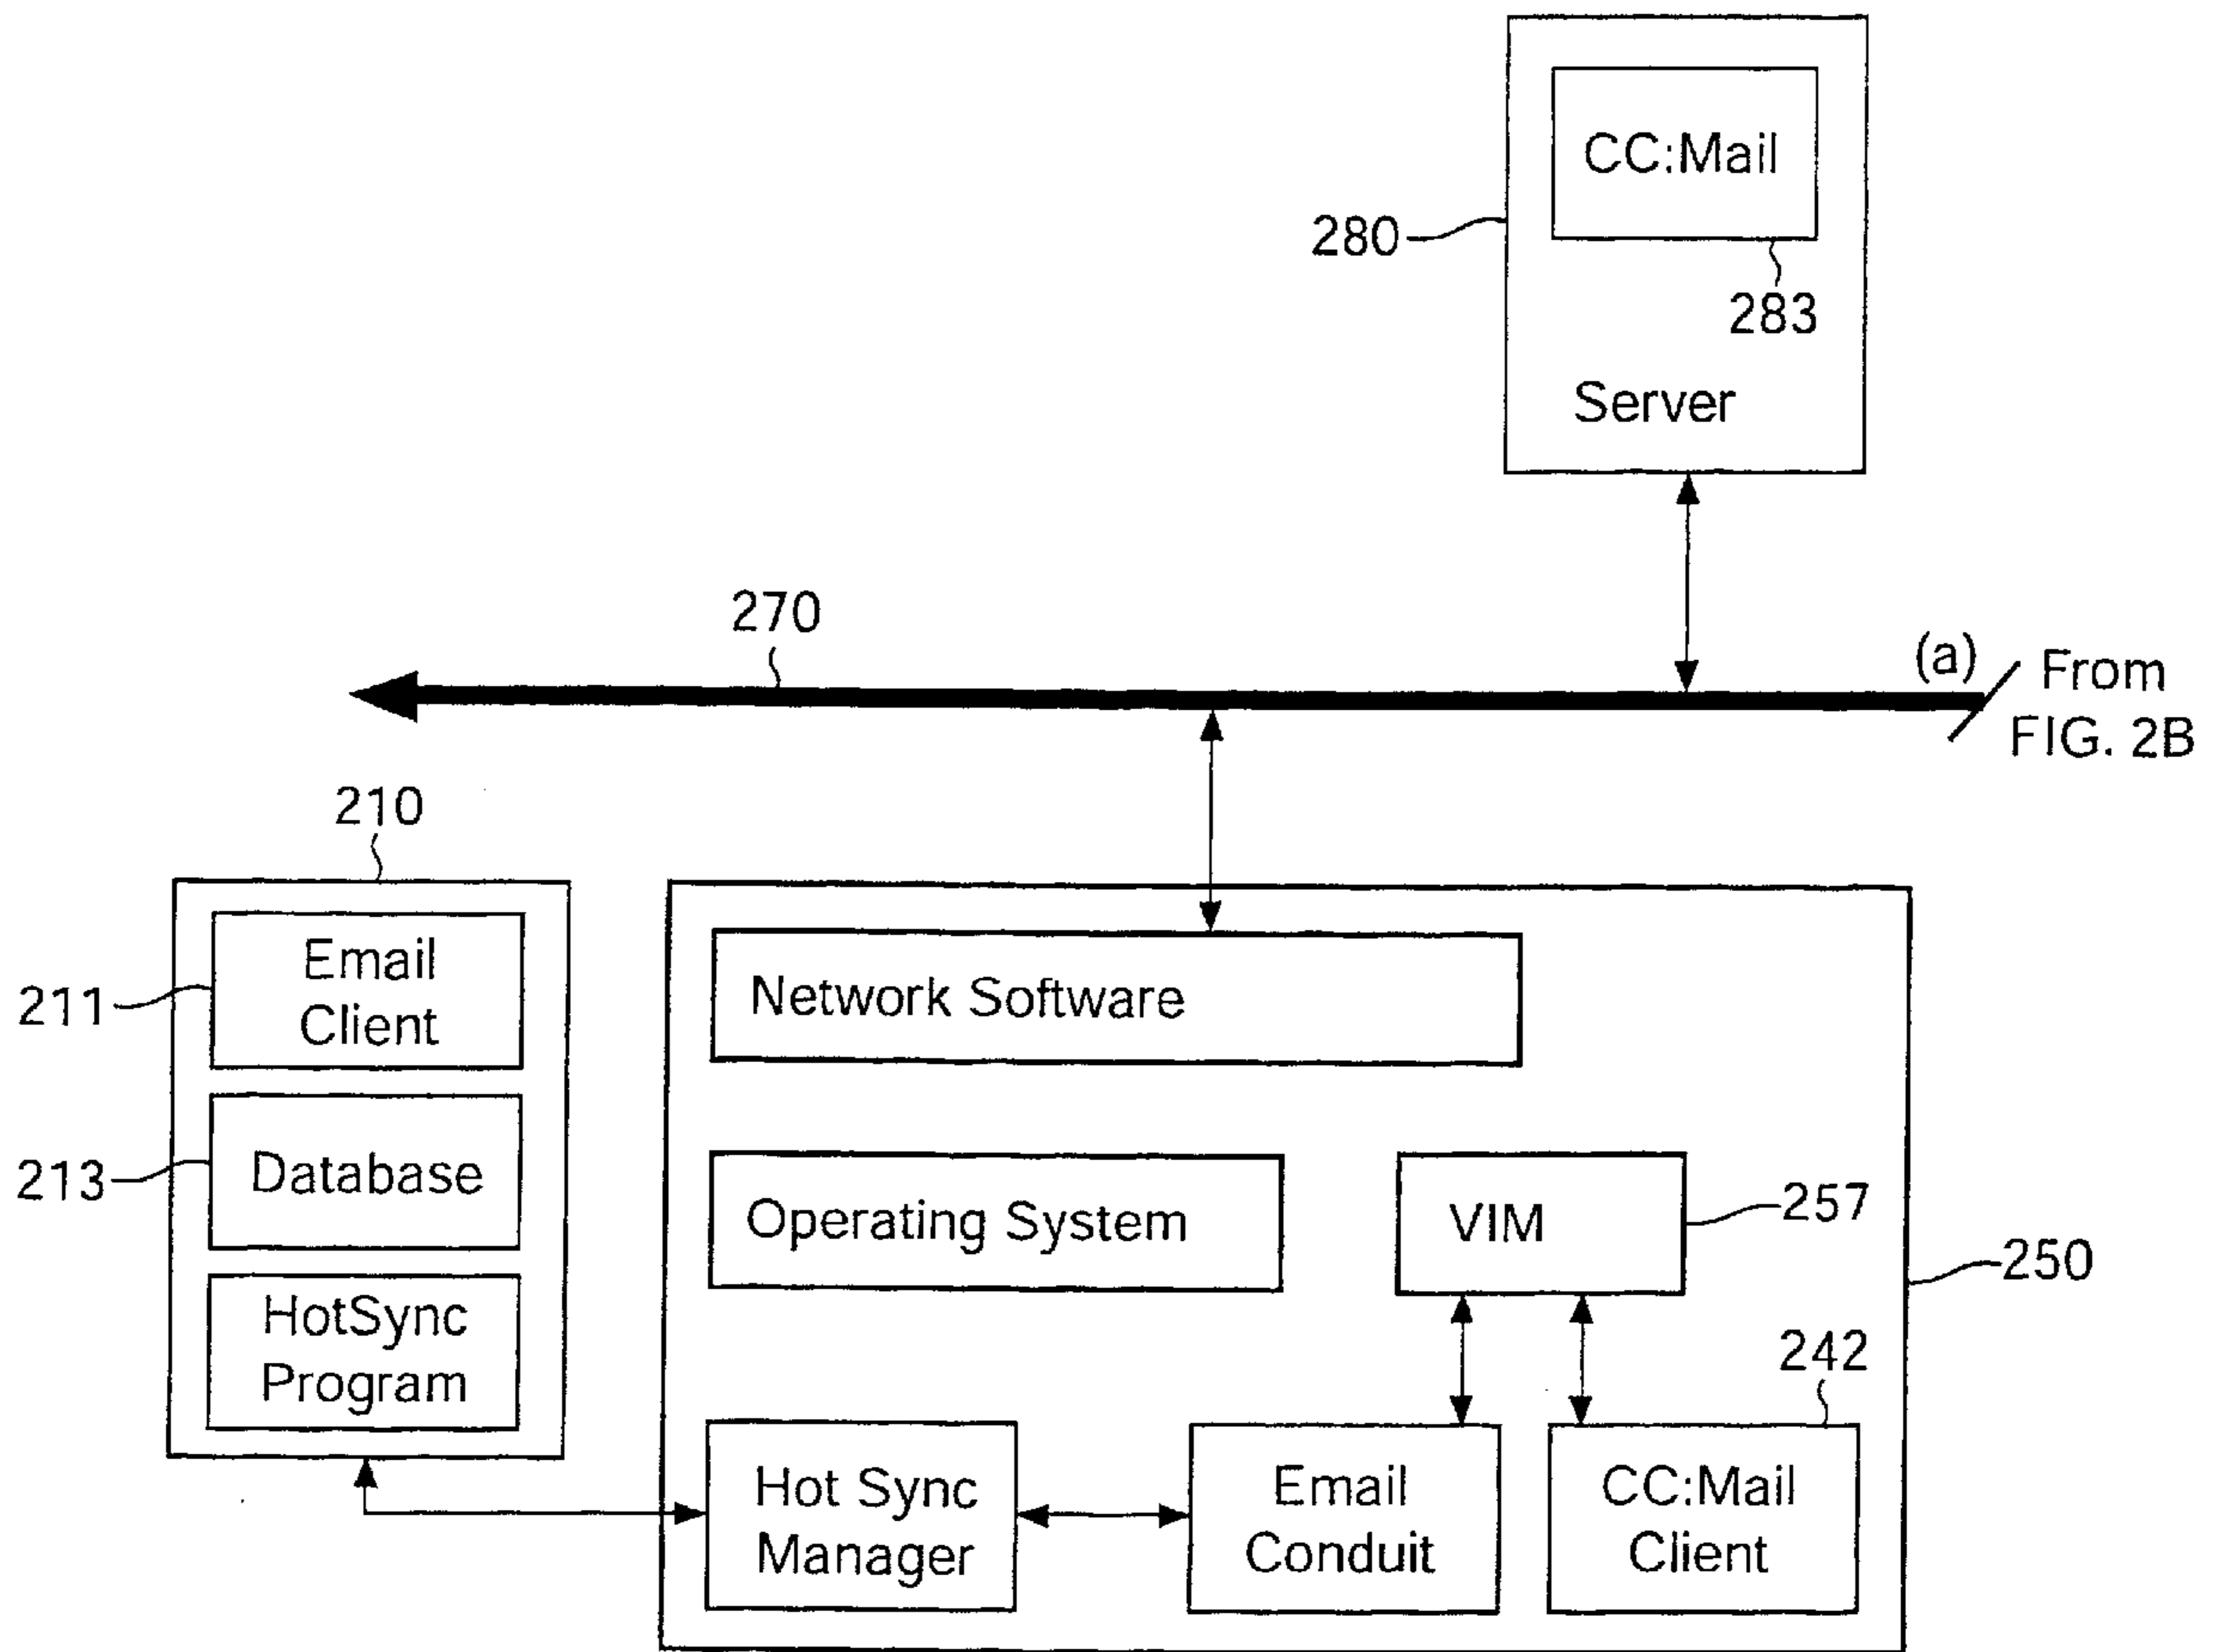 CC:Mail
280
283
Server
270
(a)
From
FIG. 2B
210
Email
Client
211
Database
213
HotSync
Program
Network Software
Operating System
VIM
257
250
242
Hot Sync
Manager
Email
Conduit
CC:Mail
Client